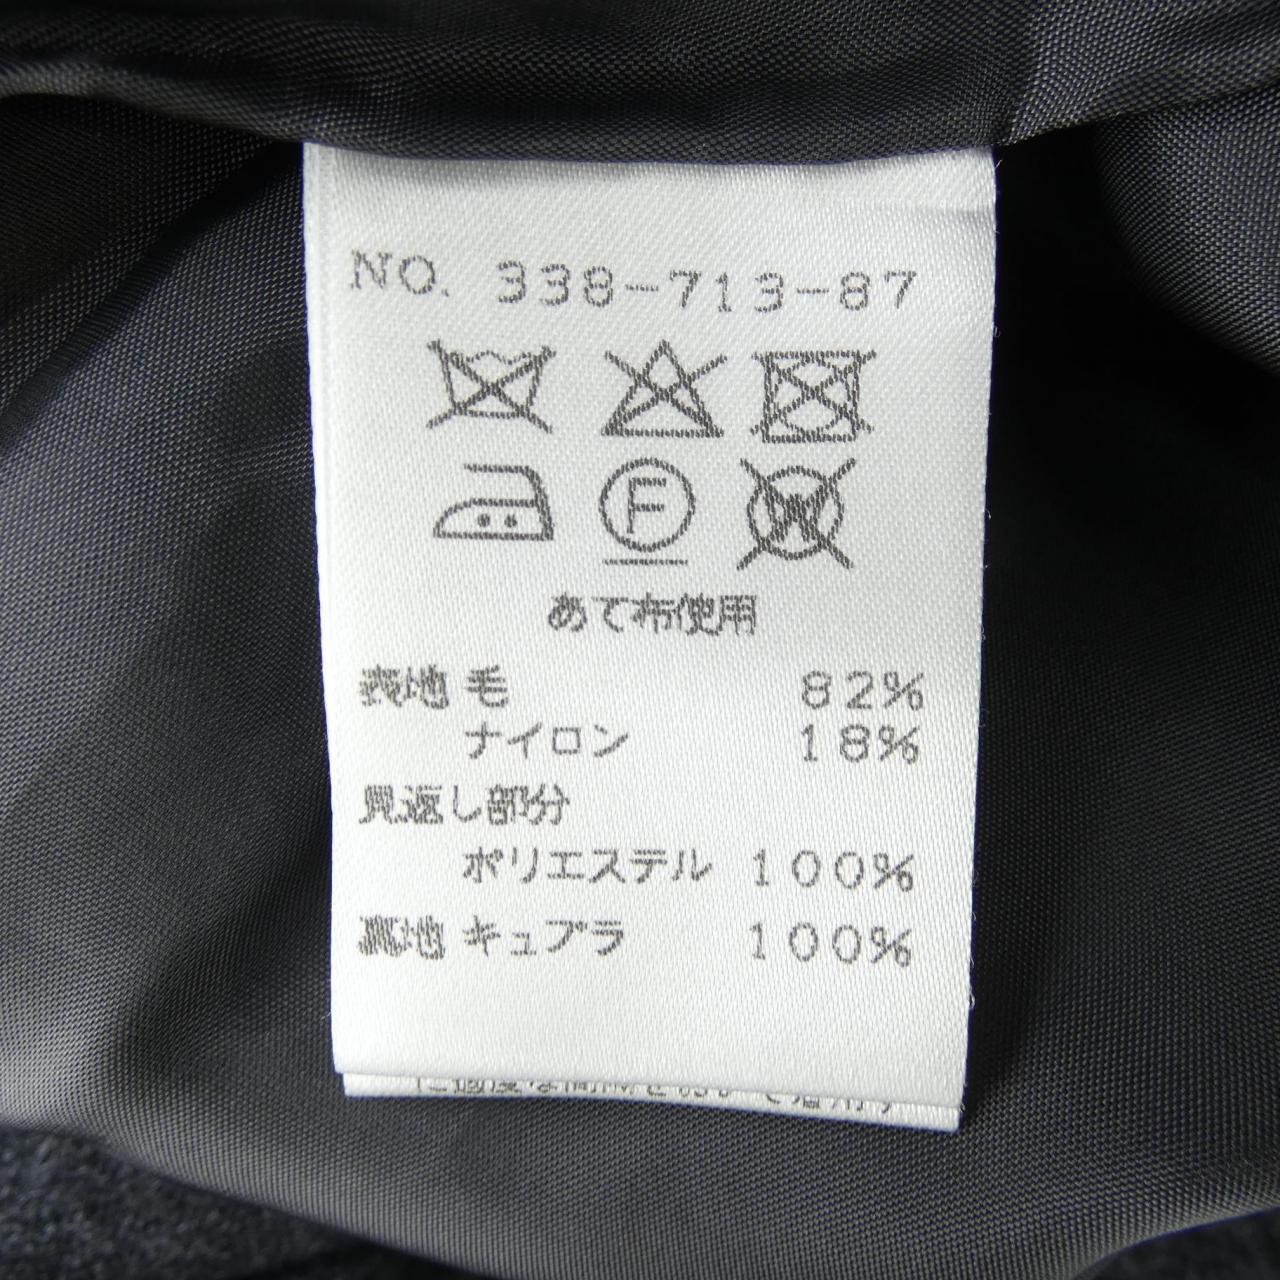 NO. 338-713-87
F
W
あて布使用
表地 毛 82%
ナイロン 18%
見返し部分
ポリエステル 100%
裏地 キュプラ 100%